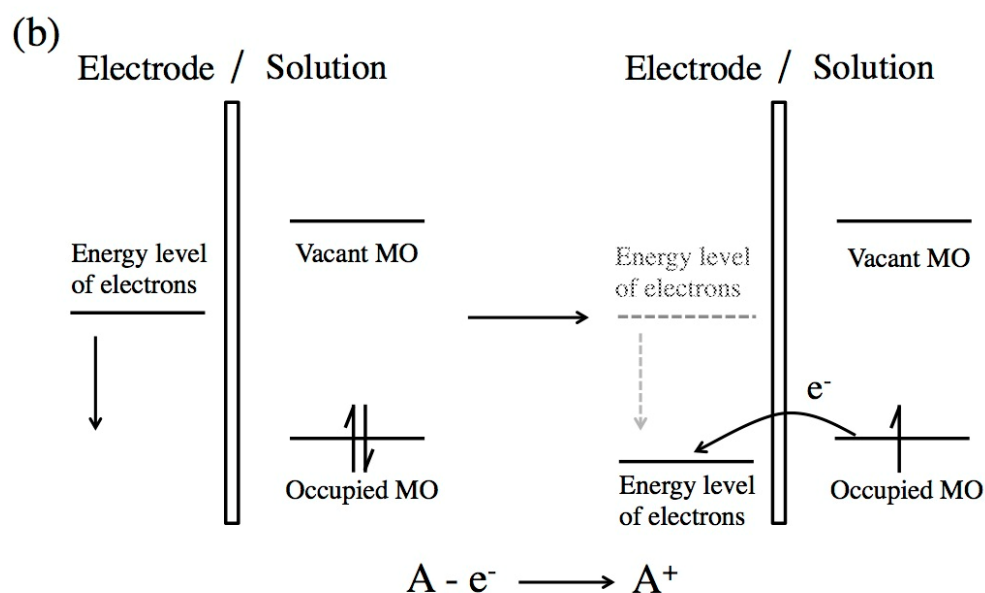 (b)
Electrode / Solution
Electrode / Solution
Energy level
of electrons
Vacant MO
Occupied MO
Energy level
of electrons
Vacant MO
e⁻
Energy level
of electrons
Occupied MO
A - e⁻ ⟶ A⁺